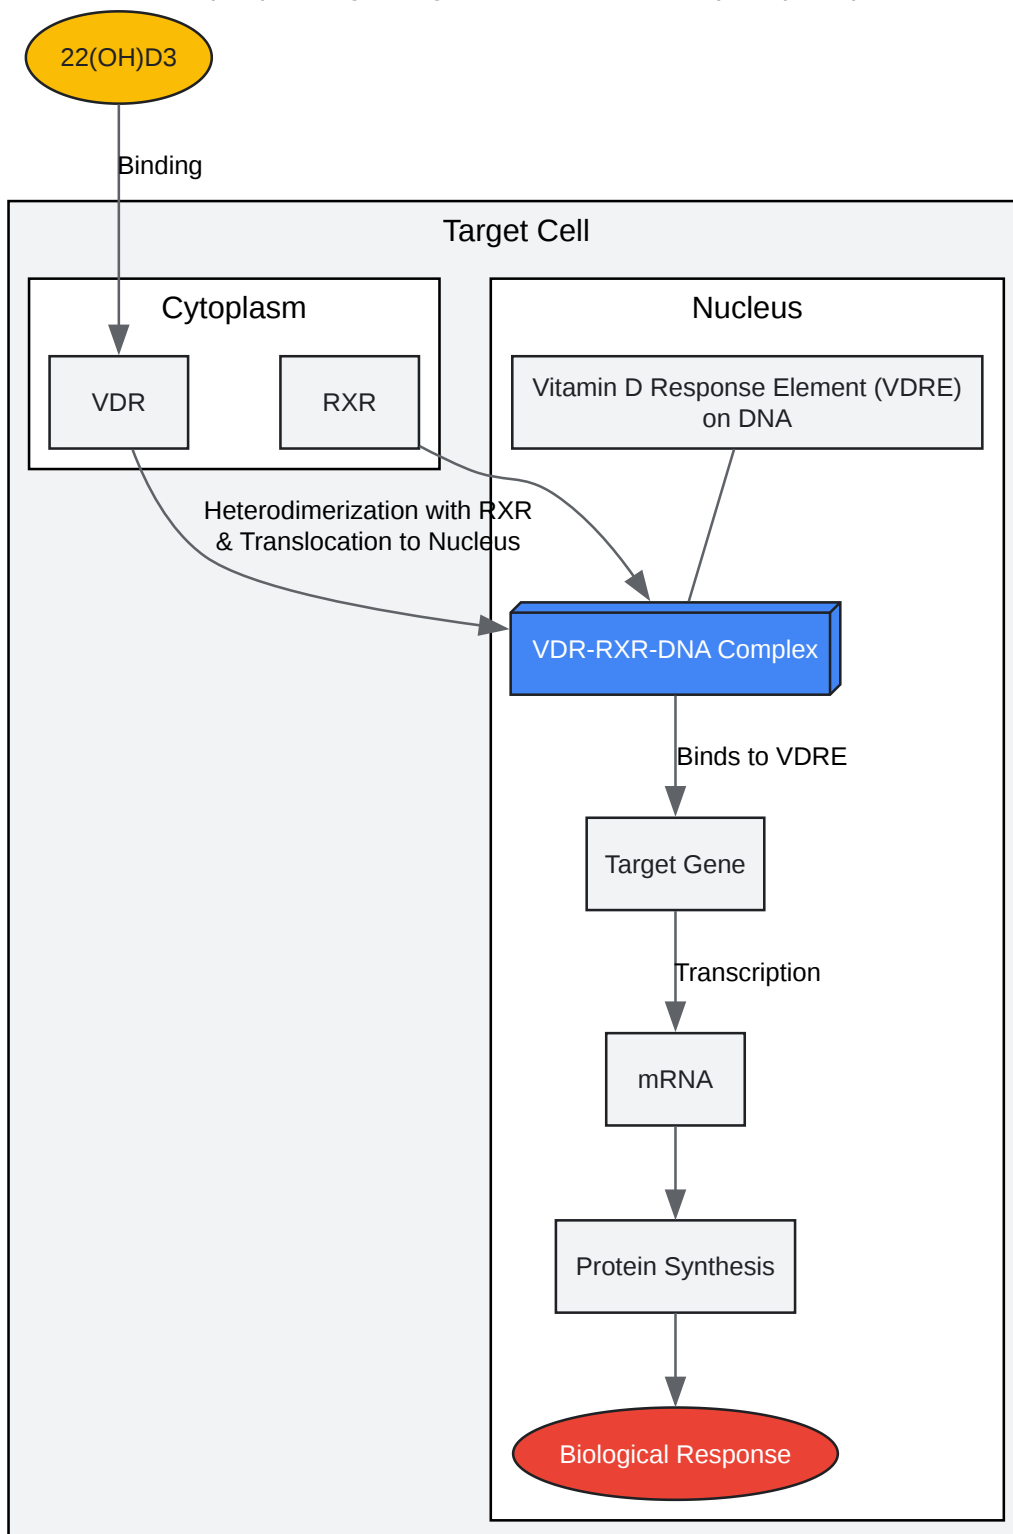 22(OH)D3
Binding
Target Cell
Cytoplasm
Nucleus
VDR
RXR
Vitamin D Response Element (VDRE)
on DNA
Heterodimerization with RXR
& Translocation to Nucleus
VDR-RXR-DNA Complex
Binds to VDRE
Target Gene
Transcription
mRNA
Protein Synthesis
Biological Response